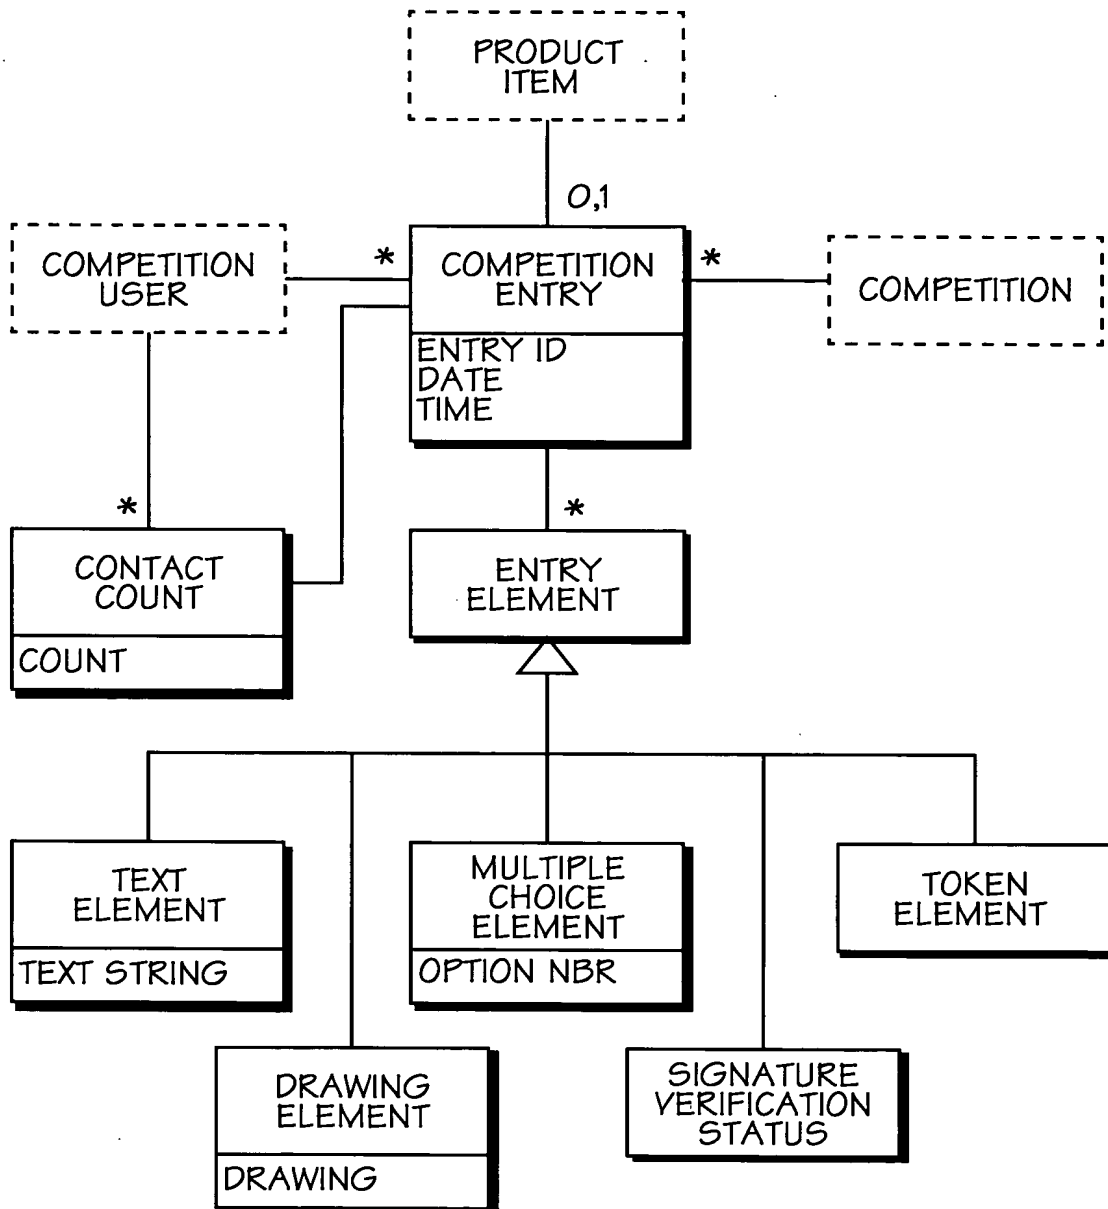 PRODUCT
ITEM
0,1
COMPETITION
USER
*
COMPETITION
ENTRY
*
COMPETITION
ENTRY ID
DATE
TIME
*
CONTACT
COUNT
COUNT
*
ENTRY
ELEMENT
TEXT
ELEMENT
TEXT STRING
MULTIPLE
CHOICE
ELEMENT
OPTION NBR
TOKEN
ELEMENT
DRAWING
ELEMENT
DRAWING
SIGNATURE
VERIFICATION
STATUS